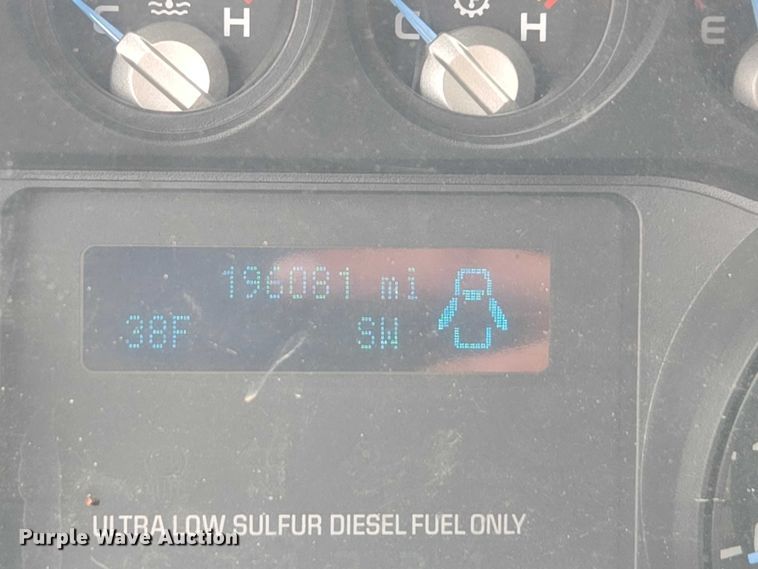 C H C H E
196081 mi
38F SW
ULTRA LOW SULFUR DIESEL FUEL ONLY
Purple Wave Auction